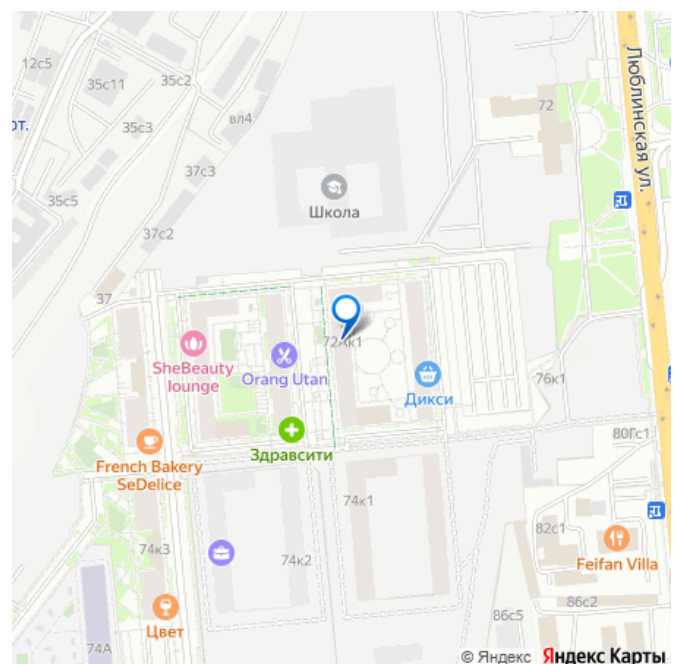 12с5
35с11
35с2
72
от.
35с3
вл4
Люблинская ул.
37с3
35с5
Школа
37с2
37
72Ак1
SheBeauty
lounge
Orang Utan
76к1
Дикси
80Гс1
Здравсити
French Bakery
SeDelice
74к1
82с1
74к3
74к2
Feifan Villa
86с2
86с5
Цвет
74А
© Яндекс Яндекс Карты